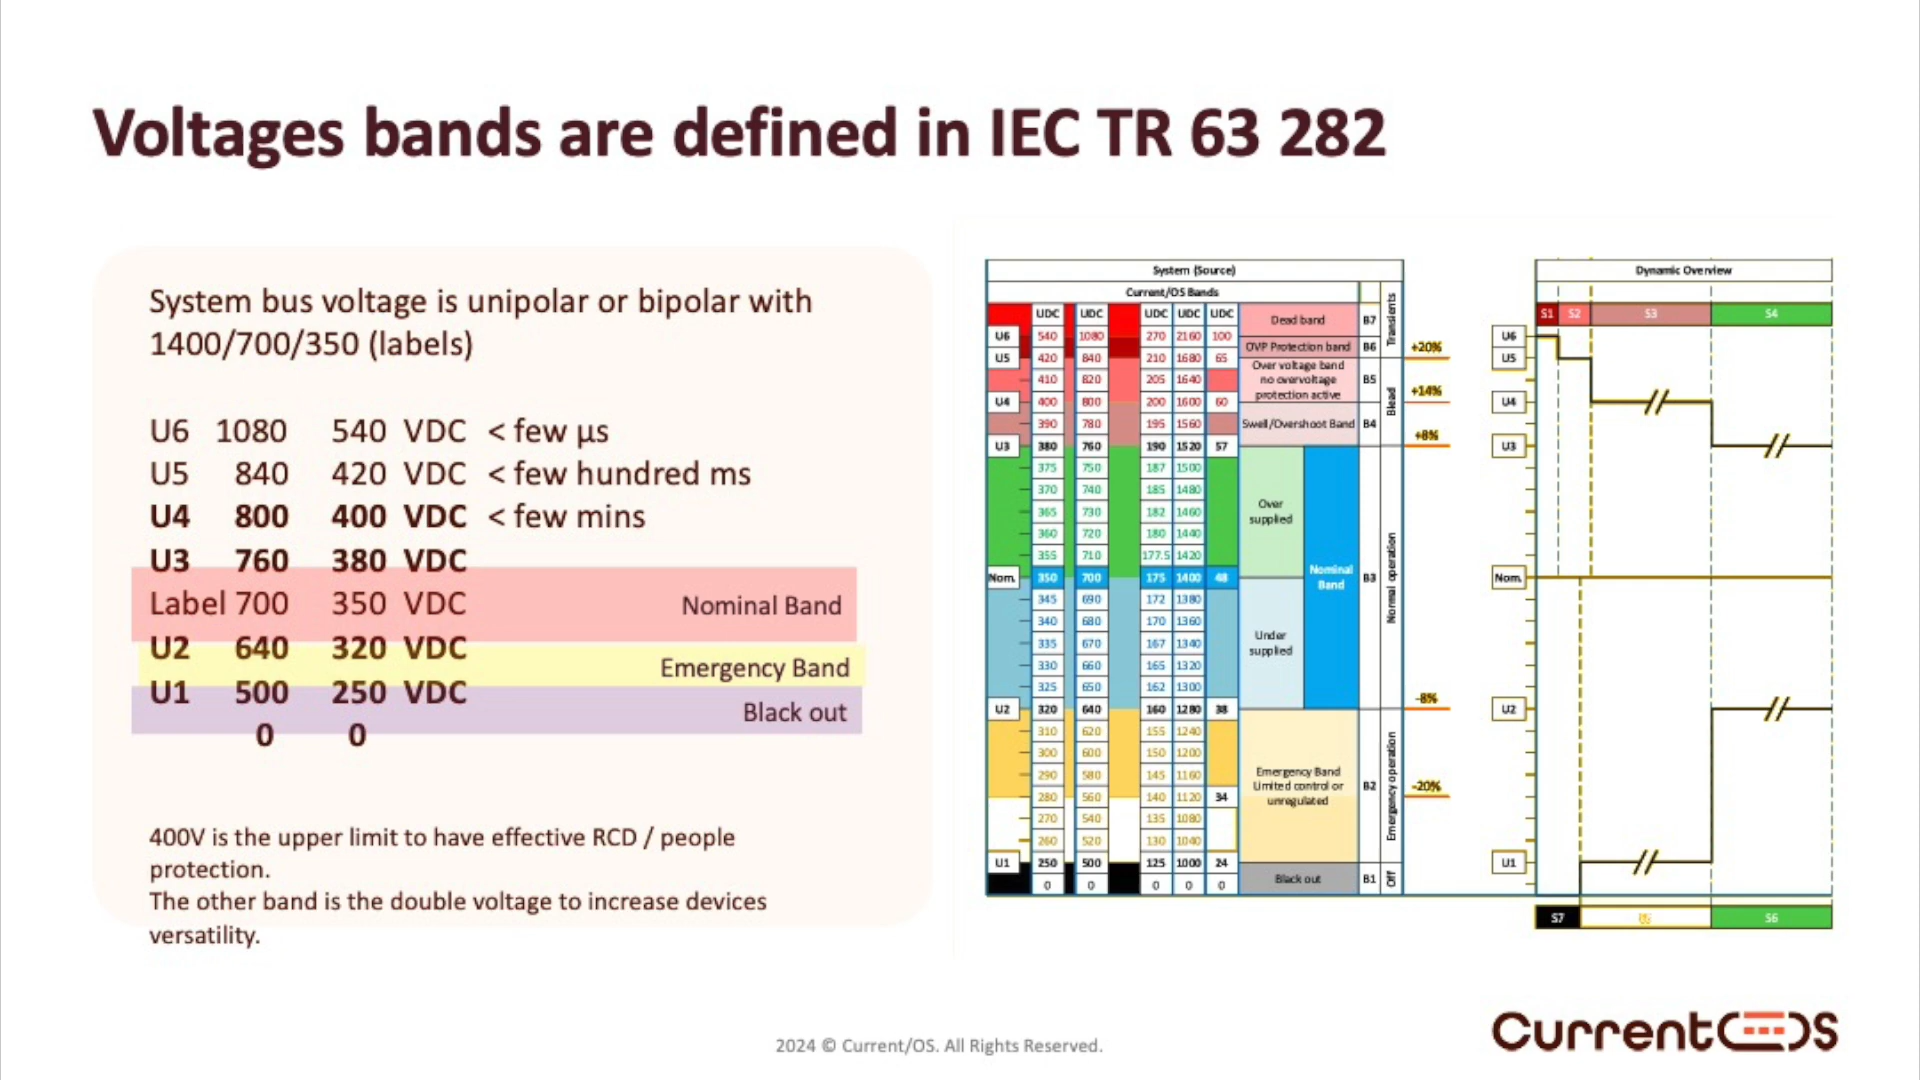 Voltages bands are defined in IEC TR 63 282
System bus voltage is unipolar or bipolar with
1400/700/350 (labels)
U6 1080 540 VDC < few µs
U5 840 420 VDC < few hundred ms
U4 800 400 VDC < few mins
U3 760 380 VDC
Label 700 350 VDC Nominal Band
U2 640 320 VDC
Emergency Band
U1 500 250 VDC
Black out
0 0
400V is the upper limit to have effective RCD / people
protection.
The other band is the double voltage to increase devices
versatility.
System (Source)
Current/OS Bands
UDC UDC UDC UDC UDC
U6 540 1080 270 2160 100
U5 420 840 210 1680 65
410 820 205 1640
U4 400 800 200 1600 60
390 780 195 1560
U3 380 760 190 1520 57
375 750 187 1500
370 740 185 1480
365 730 182 1460
360 720 180 1440
355 710 177.5 1420
Nom. 350 700 175 1400 48
345 690 172 1380
340 680 170 1360
335 670 167 1340
330 660 165 1320
325 650 162 1300
U2 320 640 160 1280 38
310 620 155 1240
300 600 150 1200
290 580 145 1160
280 560 140 1120 34
270 540 135 1080
260 520 130 1040
U1 250 500 125 1000 24
0 0 0 0 0
Dead band B7
OVP Protection band B6
Over voltage band
no overvoltage
protection active
B5
Swell/Overshoot Band B4
Over
supplied
Nominal
Band
B3
Under
supplied
Emergency Band
Limited control or
unregulated
B2
Black out B1
Transients
Blead
Normal operation
Emergency operation
Off
+20%
+14%
+8%
-8%
-20%
Dynamic Overview
S1 S2 S3 S4
U6
U5
U4
U3
Nom.
U2
U1
S7 S6
2024 © Current/OS. All Rights Reserved.
Current OS